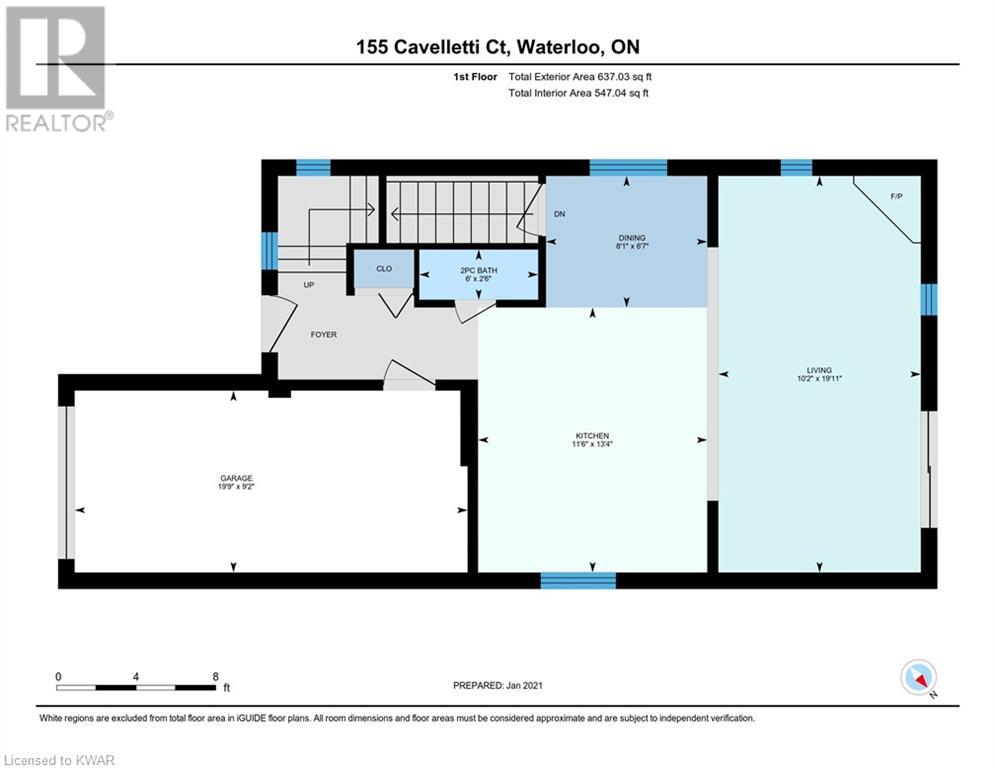 155 Cavelletti Ct, Waterloo, ON
1st Floor Total Exterior Area 637.03 sq ft
Total Interior Area 547.04 sq ft
REALTOR®
F/P
DN
DINING
8'1" x 6'7"
CLO
2PC BATH
6' x 2'6"
UP
FOYER
LIVING
10'2" x 19'11"
KITCHEN
11'6" x 13'4"
GARAGE
19'9" x 9'2"
0 4 8
ft
PREPARED: Jan 2021
N
White regions are excluded from total floor area in iGUIDE floor plans. All room dimensions and floor areas must be considered approximate and are subject to independent verification.
Licensed to KWAR